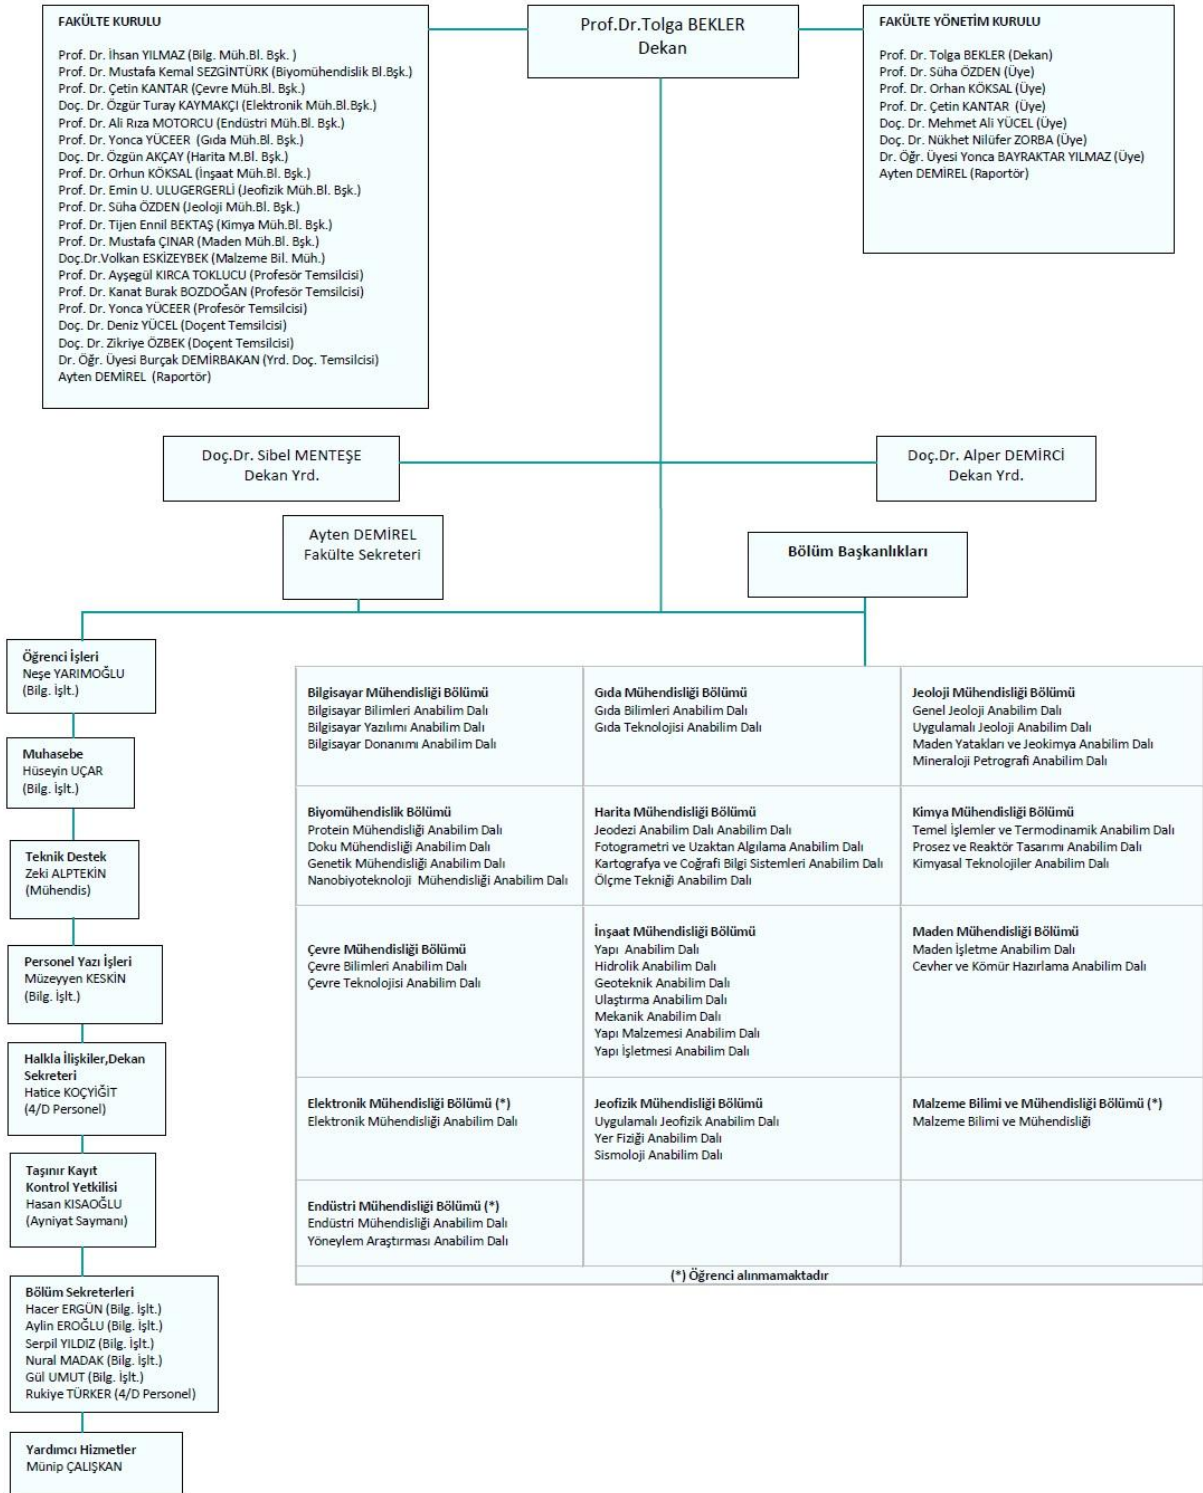 FAKÜLTE KURULU
Prof. Dr. İhsan YILMAZ (Bilg. Müh.Bl. Bşk. )
Prof. Dr. Mustafa Kemal SEZGİNTÜRK (Biyomühendislik Bl.Bşk.)
Prof. Dr. Çetin KANTAR (Çevre Müh.Bl. Bşk.)
Doç. Dr. Özgür Turay KAYMAKÇI (Elektronik Müh.Bl.Bşk.)
Prof. Dr. Ali Rıza MOTORCU (Endüstri Müh.Bl. Bşk.)
Prof. Dr. Yonca YÜCEER (Gıda Müh.Bl. Bşk.)
Doç. Dr. Özgün AKÇAY (Harita M.Bl. Bşk.)
Prof. Dr. Orhun KÖKSAL (İnşaat Müh.Bl. Bşk.)
Prof. Dr. Emin U. ULUGERGERLİ (Jeofizik Müh.Bl. Bşk.)
Prof. Dr. Süha ÖZDEN (Jeoloji Müh.Bl. Bşk.)
Prof. Dr. Tijen Ennil BEKTAŞ (Kimya Müh.Bl. Bşk.)
Prof. Dr. Mustafa ÇINAR (Maden Müh.Bl. Bşk.)
Doç.Dr.Volkan ESKİZEYBEK (Malzeme Bil. Müh.)
Prof. Dr. Ayşegül KIRCA TOKLUCU (Profesör Temsilcisi)
Prof. Dr. Kanat Burak BOZDOĞAN (Profesör Temsilcisi)
Prof. Dr. Yonca YÜCEER (Profesör Temsilcisi)
Doç. Dr. Deniz YÜCEL (Doçent Temsilcisi)
Doç. Dr. Zikriye ÖZBEK (Doçent Temsilcisi)
Dr. Öğr. Üyesi Burçak DEMİRBAKAN (Yrd. Doç. Temsilcisi)
Ayten DEMİREL (Raportör)
Prof.Dr.Tolga BEKLER
Dekan
FAKÜLTE YÖNETİM KURULU
Prof. Dr. Tolga BEKLER (Dekan)
Prof. Dr. Süha ÖZDEN (Üye)
Prof. Dr. Orhan KÖKSAL (Üye)
Prof. Dr. Çetin KANTAR (Üye)
Doç. Dr. Mehmet Ali YÜCEL (Üye)
Doç. Dr. Nükhet Nilüfer ZORBA (Üye)
Dr. Öğr. Üyesi Yonca BAYRAKTAR YILMAZ (Üye)
Ayten DEMİREL (Raportör)
Doç.Dr. Sibel MENTEŞE
Dekan Yrd.
Doç.Dr. Alper DEMİRCİ
Dekan Yrd.
Ayten DEMİREL
Fakülte Sekreteri
Bölüm Başkanlıkları
Öğrenci İşleri
Neşe YARIMOĞLU
(Bilg. İşlt.)
Muhasebe
Hüseyin UÇAR
(Bilg. İşlt.)
Teknik Destek
Zeki ALPTEKİN
(Mühendis)
Personel Yazı İşleri
Müzeyyen KESKİN
(Bilg. İşlt.)
Halkla İlişkiler,Dekan
Sekreteri
Hatice KOÇYİĞİT
(4/D Personel)
Taşınır Kayıt
Kontrol Yetkilisi
Hasan KISAOĞLU
(Ayniyat Saymanı)
Bölüm Sekreterleri
Hacer ERGÜN (Bilg. İşlt.)
Aylin EROĞLU (Bilg. İşlt.)
Serpil YILDIZ (Bilg. İşlt.)
Nural MADAK (Bilg. İşlt.)
Gül UMUT (Bilg. İşlt.)
Rukiye TÜRKER (4/D Personel)
Yardımcı Hizmetler
Münip ÇALIŞKAN
Bilgisayar Mühendisliği Bölümü
Bilgisayar Bilimleri Anabilim Dalı
Bilgisayar Yazılımı Anabilim Dalı
Bilgisayar Donanımı Anabilim Dalı
Gıda Mühendisliği Bölümü
Gıda Bilimleri Anabilim Dalı
Gıda Teknolojisi Anabilim Dalı
Jeoloji Mühendisliği Bölümü
Genel Jeoloji Anabilim Dalı
Uygulamalı Jeoloji Anabilim Dalı
Maden Yatakları ve Jeokimya Anabilim Dalı
Mineraloji Petrografi Anabilim Dalı
Biyomühendislik Bölümü
Protein Mühendisliği Anabilim Dalı
Doku Mühendisliği Anabilim Dalı
Genetik Mühendisliği Anabilim Dalı
Nanobiyoteknoloji Mühendisliği Anabilim Dalı
Harita Mühendisliği Bölümü
Jeodezi Anabilim Dalı Anabilim Dalı
Fotogrametri ve Uzaktan Algılama Anabilim Dalı
Kartografya ve Coğrafi Bilgi Sistemleri Anabilim Dalı
Ölçme Tekniği Anabilim Dalı
Kimya Mühendisliği Bölümü
Temel İşlemler ve Termodinamik Anabilim Dalı
Prosez ve Reaktör Tasarımı Anabilim Dalı
Kimyasal Teknolojiler Anabilim Dalı
Çevre Mühendisliği Bölümü
Çevre Bilimleri Anabilim Dalı
Çevre Teknolojisi Anabilim Dalı
İnşaat Mühendisliği Bölümü
Yapı Anabilim Dalı
Hidrolik Anabilim Dalı
Geoteknik Anabilim Dalı
Ulaştırma Anabilim Dalı
Mekanik Anabilim Dalı
Yapı Malzemesi Anabilim Dalı
Yapı İşletmesi Anabilim Dalı
Maden Mühendisliği Bölümü
Maden İşletme Anabilim Dalı
Cevher ve Kömür Hazırlama Anabilim Dalı
Elektronik Mühendisliği Bölümü (*)
Elektronik Mühendisliği Anabilim Dalı
Jeofizik Mühendisliği Bölümü
Uygulamalı Jeofizik Anabilim Dalı
Yer Fiziği Anabilim Dalı
Sismoloji Anabilim Dalı
Malzeme Bilimi ve Mühendisliği Bölümü (*)
Malzeme Bilimi ve Mühendisliği
Endüstri Mühendisliği Bölümü (*)
Endüstri Mühendisliği Anabilim Dalı
Yöneylem Araştırması Anabilim Dalı
(*) Öğrenci alınmamaktadır